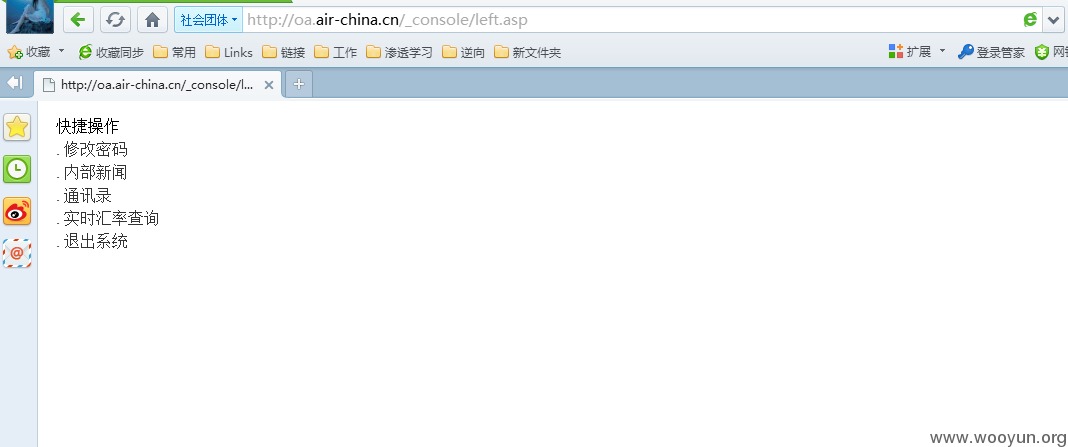 社会团体 http://oa.air-china.cn/_console/left.asp
收藏 收藏同步 常用 Links 链接 工作 渗透学习 逆向 新文件夹 扩展 登录管家
http://oa.air-china.cn/_console/l...
快捷操作
. 修改密码
. 内部新闻
. 通讯录
. 实时汇率查询
. 退出系统
www.wooyun.org